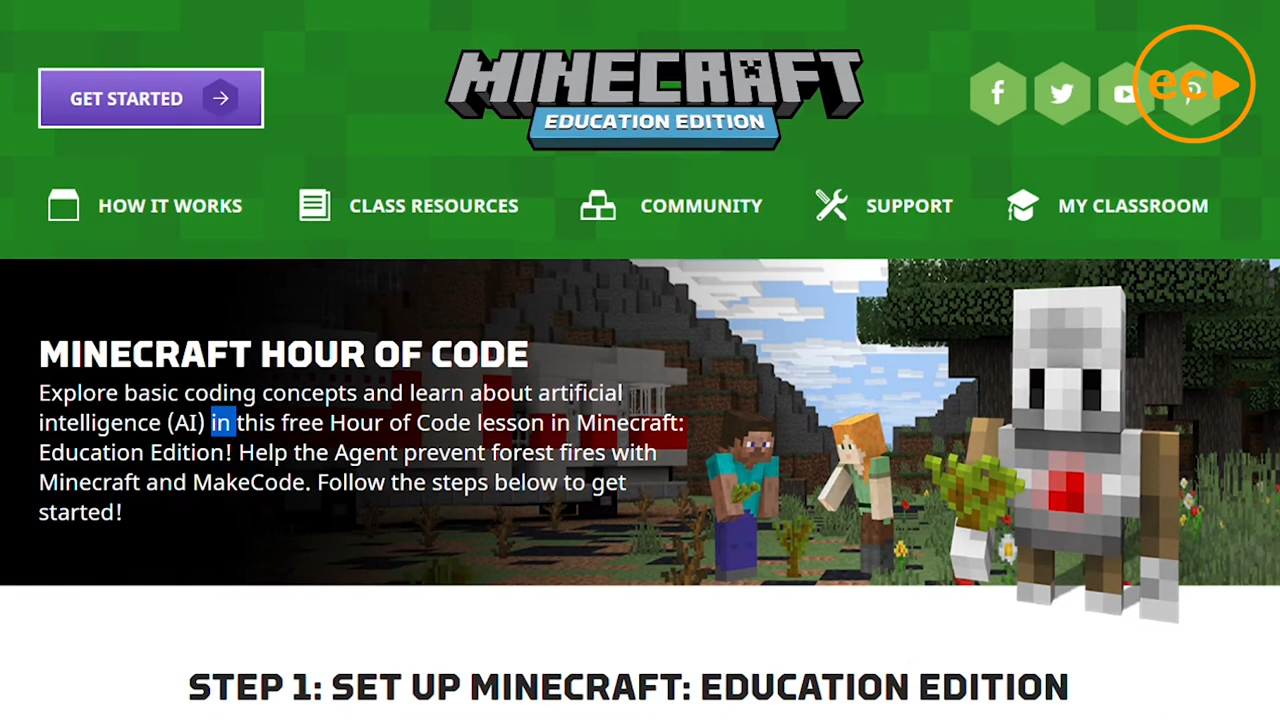 GET STARTED
MINECRAFT
EDUCATION EDITION
f
ec
HOW IT WORKS
CLASS RESOURCES
COMMUNITY
SUPPORT
MY CLASSROOM
MINECRAFT HOUR OF CODE
Explore basic coding concepts and learn about artificial
intelligence (AI) in this free Hour of Code lesson in Minecraft:
Education Edition! Help the Agent prevent forest fires with
Minecraft and MakeCode. Follow the steps below to get
started!
STEP 1: SET UP MINECRAFT: EDUCATION EDITION